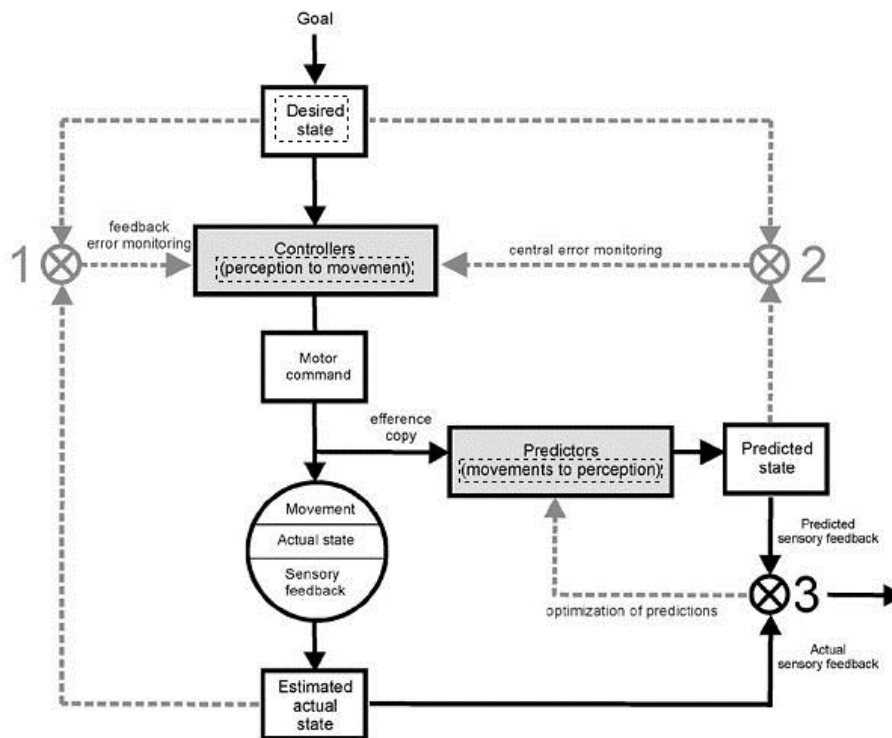 Goal
Desired
state
feedback
error monitoring
1
Controllers
(perception to movement)
central error monitoring
2
Motor
command
efference
copy
Predictors
(movements to perception)
Predicted
state
Movement
Actual state
Sensory
feedback
Predicted
sensory feedback
optimization of predictions
3
Actual
sensory feedback
Estimated
actual
state